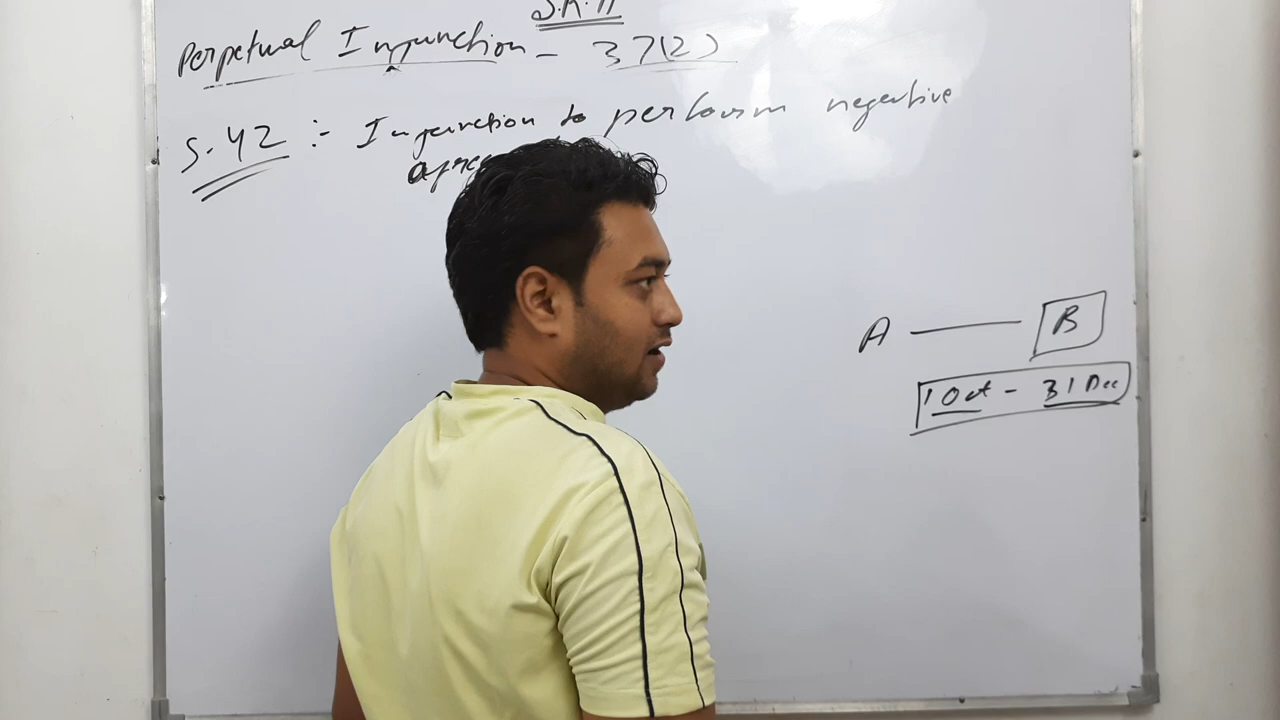 Perpetual Injunction - 37(2)
S.42 :- Injunction to perform negative
A — B
1 Oct - 31 Dec